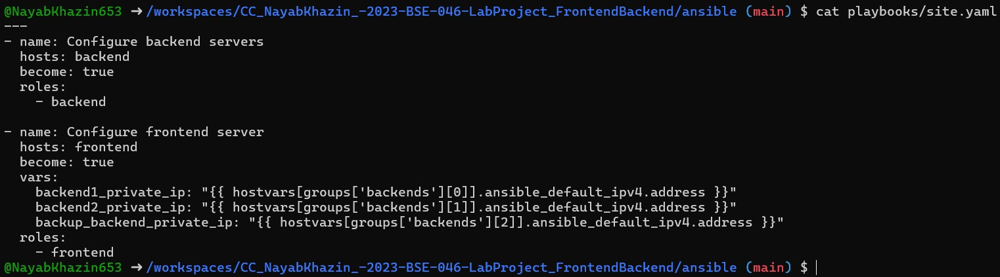 @NayabKhazin653 ➜ /workspaces/CC_NayabKhazin_-2023-BSE-046-LabProject_FrontendBackend/ansible (main) $ cat playbooks/site.yaml
---
- name: Configure backend servers
  hosts: backend
  become: true
  roles:
    - backend

- name: Configure frontend server
  hosts: frontend
  become: true
  vars:
    backend1_private_ip: "{{ hostvars[groups['backends'][0]].ansible_default_ipv4.address }}"
    backend2_private_ip: "{{ hostvars[groups['backends'][1]].ansible_default_ipv4.address }}"
    backup_backend_private_ip: "{{ hostvars[groups['backends'][2]].ansible_default_ipv4.address }}"
  roles:
    - frontend
@NayabKhazin653 ➜ /workspaces/CC_NayabKhazin_-2023-BSE-046-LabProject_FrontendBackend/ansible (main) $